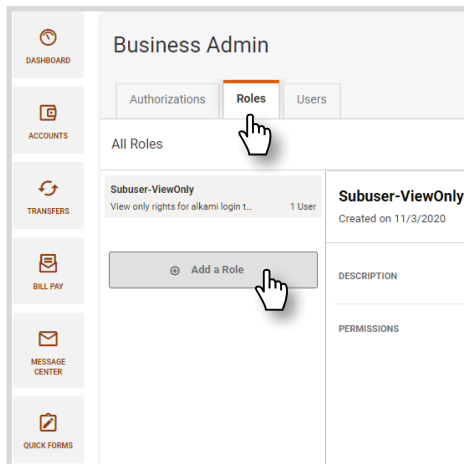 DASHBOARD
ACCOUNTS
TRANSFERS
BILL PAY
MESSAGE
CENTER
QUICK FORMS
Business Admin
Authorizations Roles Users
All Roles
Subuser-ViewOnly
View only rights for alkami login t... 1 User
Add a Role
Subuser-ViewOnly
Created on 11/3/2020
DESCRIPTION
PERMISSIONS